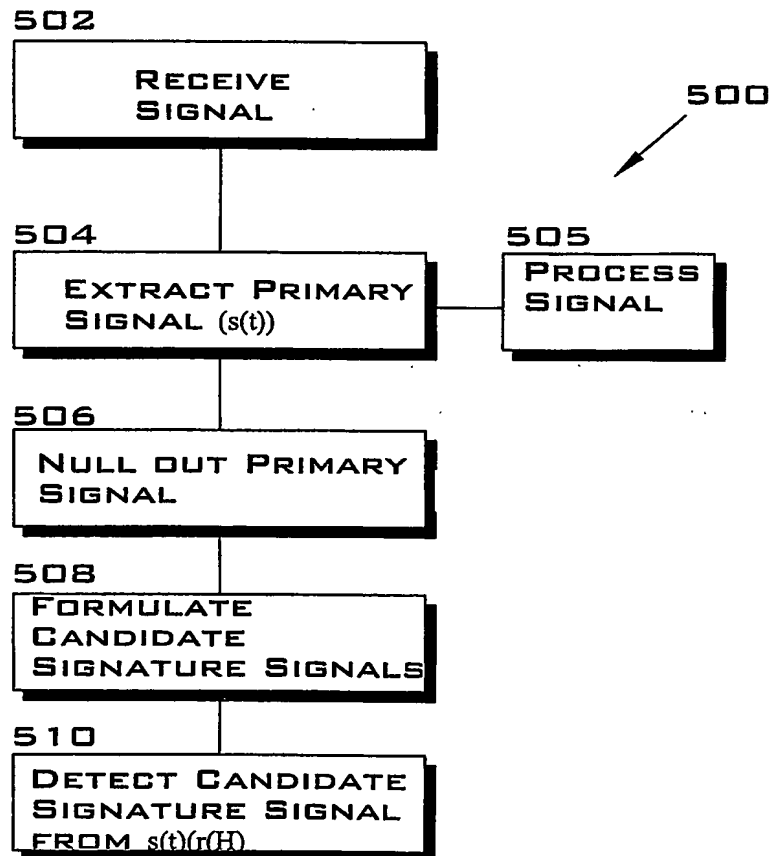 502
RECEIVE
SIGNAL
500
504
EXTRACT PRIMARY
SIGNAL (s(t))
505
PROCESS
SIGNAL
506
NULL OUT PRIMARY
SIGNAL
508
FORMULATE
CANDIDATE
SIGNATURE SIGNALS
510
DETECT CANDIDATE
SIGNATURE SIGNAL
FROM s(t)(r(H)